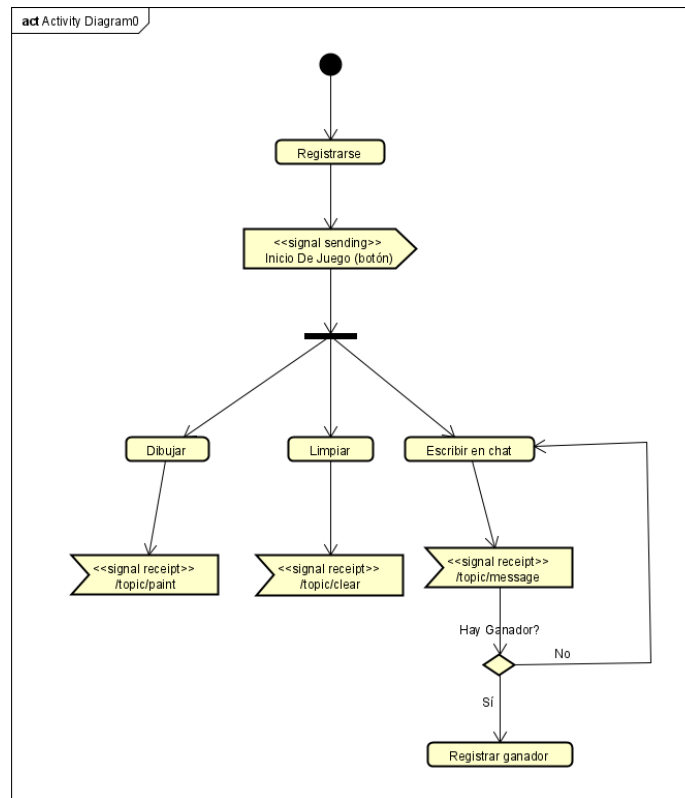 act Activity Diagram0
Registrarse
<<signal sending>>
Inicio De Juego (botón)
Dibujar
Limpiar
Escribir en chat
<<signal receipt>>
/topic/paint
<<signal receipt>>
/topic/clear
<<signal receipt>>
/topic/message
Hay Ganador?
No
Sí
Registrar ganador